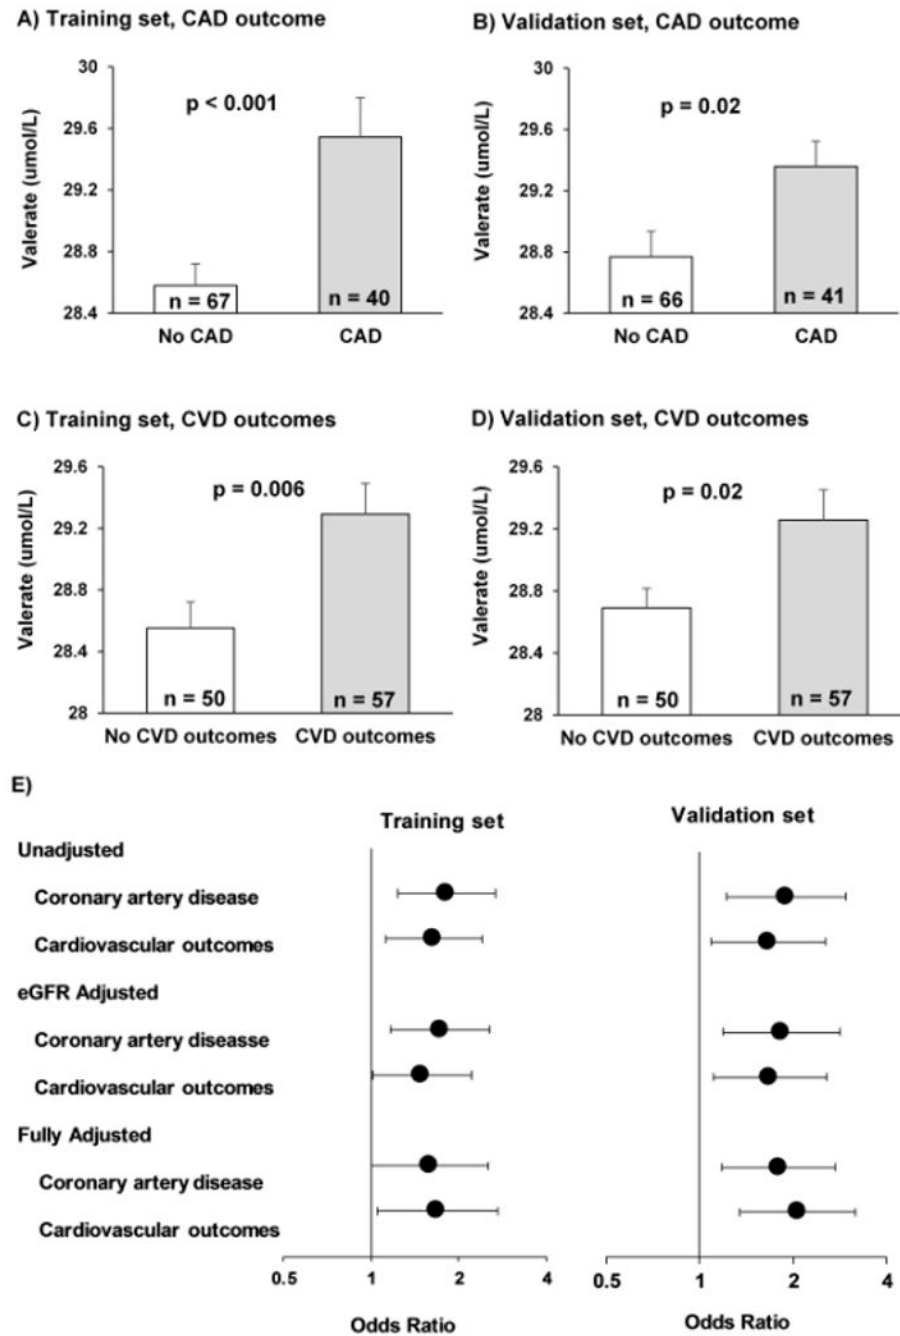 A) Training set, CAD outcome
30
29.6
29.2
28.8
28.4
Valerate (umol/L)
p < 0.001
n = 67
n = 40
No CAD
CAD
B) Validation set, CAD outcome
30
29.6
29.2
28.8
28.4
Valerate (umol/L)
p = 0.02
n = 66
n = 41
No CAD
CAD
C) Training set, CVD outcomes
29.6
29.2
28.8
28.4
28
Valerate (umol/L)
p = 0.006
n = 50
n = 57
No CVD outcomes
CVD outcomes
D) Validation set, CVD outcomes
29.6
29.2
28.8
28.4
28
Valerate (umol/L)
p = 0.02
n = 50
n = 57
No CVD outcomes
CVD outcomes
E)
Training set
Validation set
Unadjusted
Coronary artery disease
Cardiovascular outcomes
eGFR Adjusted
Coronary artery diseasse
Cardiovascular outcomes
Fully Adjusted
Coronary artery disease
Cardiovascular outcomes
0.5 1 2 4
Odds Ratio
0.5 1 2 4
Odds Ratio